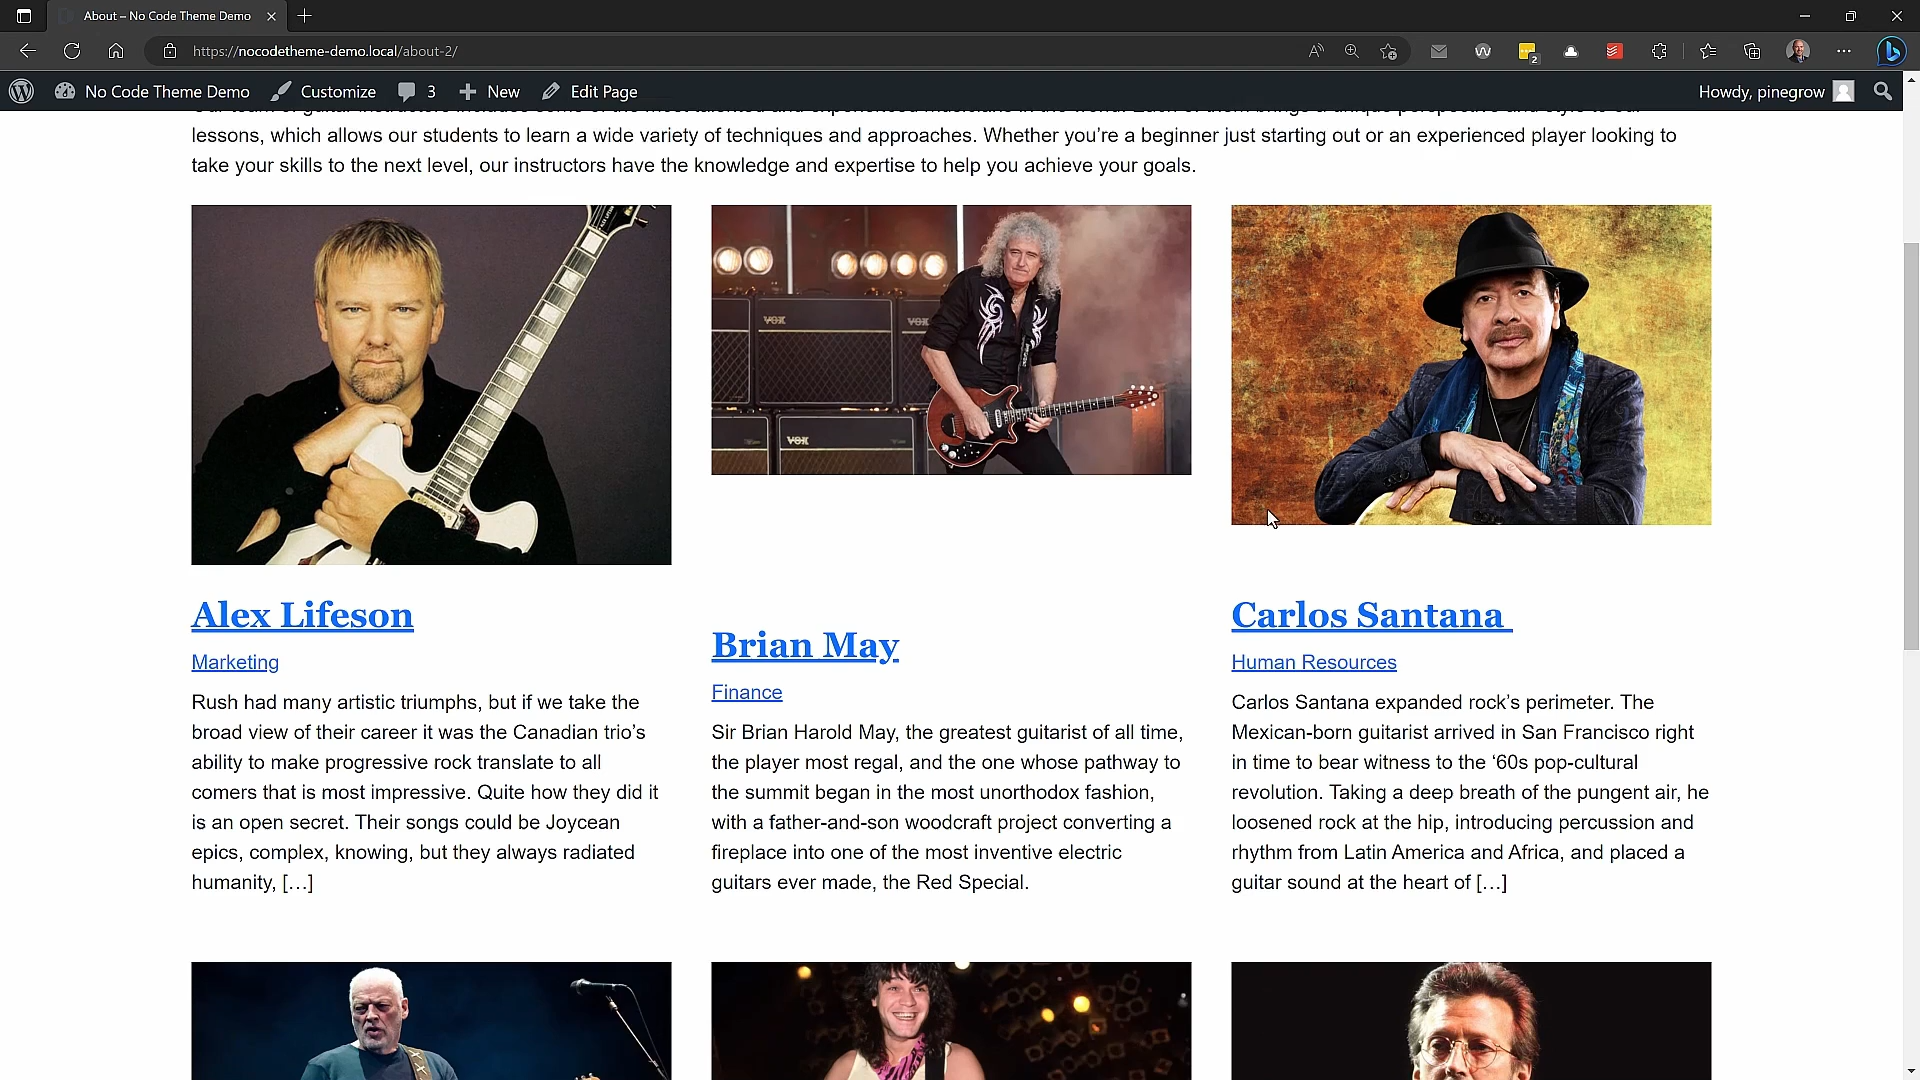 About – No Code Theme Demo
https://nocodetheme-demo.local/about-2/
2
No Code Theme Demo
Customize
3
New
Edit Page
Howdy, pinegrow
lessons, which allows our students to learn a wide variety of techniques and approaches. Whether you're a beginner just starting out or an experienced player looking to
take your skills to the next level, our instructors have the knowledge and expertise to help you achieve your goals.
VOX
VOX
VOX
Alex Lifeson
Marketing
Rush had many artistic triumphs, but if we take the
broad view of their career it was the Canadian trio's
ability to make progressive rock translate to all
comers that is most impressive. Quite how they did it
is an open secret. Their songs could be Joycean
epics, complex, knowing, but they always radiated
humanity, […]
Brian May
Finance
Sir Brian Harold May, the greatest guitarist of all time,
the player most regal, and the one whose pathway to
the summit began in the most unorthodox fashion,
with a father-and-son woodcraft project converting a
fireplace into one of the most inventive electric
guitars ever made, the Red Special.
Carlos Santana
Human Resources
Carlos Santana expanded rock's perimeter. The
Mexican-born guitarist arrived in San Francisco right
in time to bear witness to the '60s pop-cultural
revolution. Taking a deep breath of the pungent air, he
loosened rock at the hip, introducing percussion and
rhythm from Latin America and Africa, and placed a
guitar sound at the heart of […]